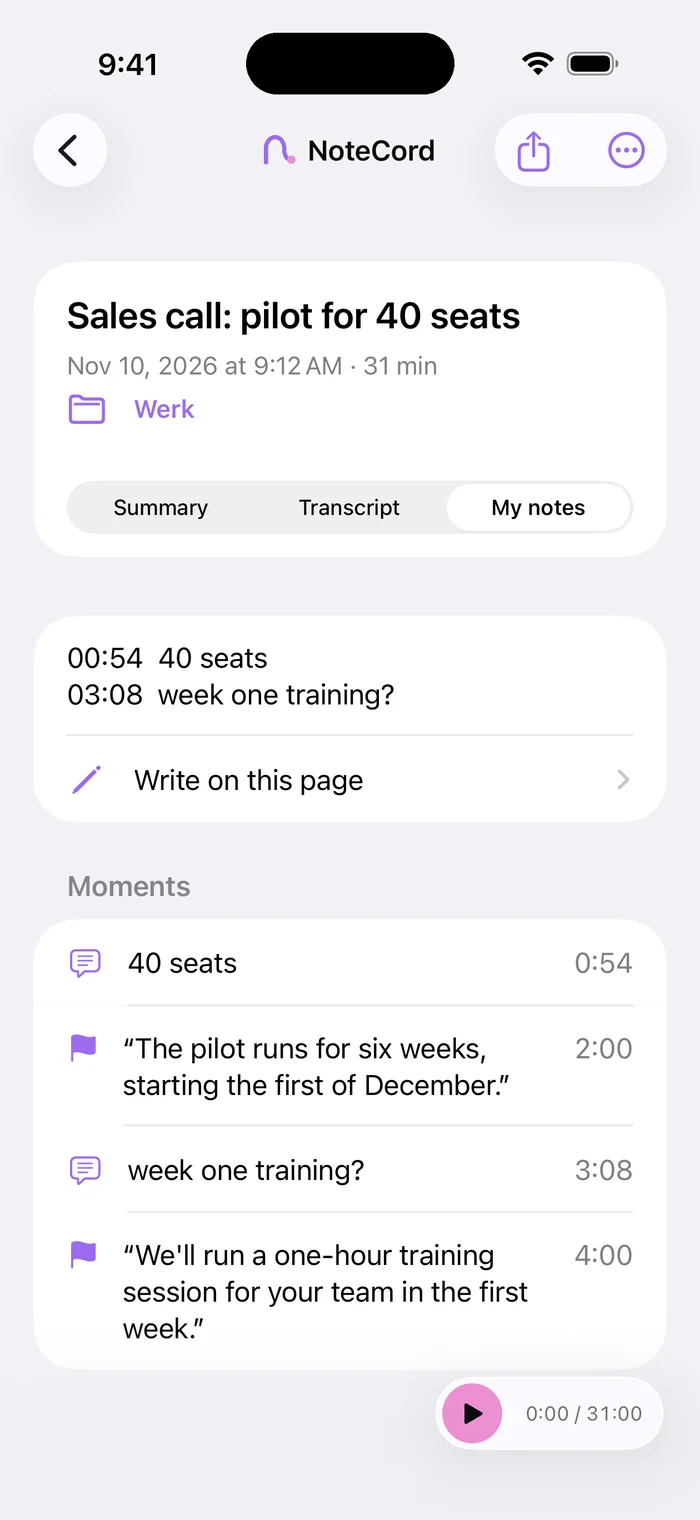 9:41
NoteCord
Sales call: pilot for 40 seats
Nov 10, 2026 at 9:12 AM · 31 min
Werk
Summary Transcript My notes
00:54 40 seats
03:08 week one training?
Write on this page
Moments
40 seats 0:54
“The pilot runs for six weeks, 2:00
starting the first of December.”
week one training? 3:08
“We'll run a one-hour training 4:00
session for your team in the first
week.”
0:00 / 31:00